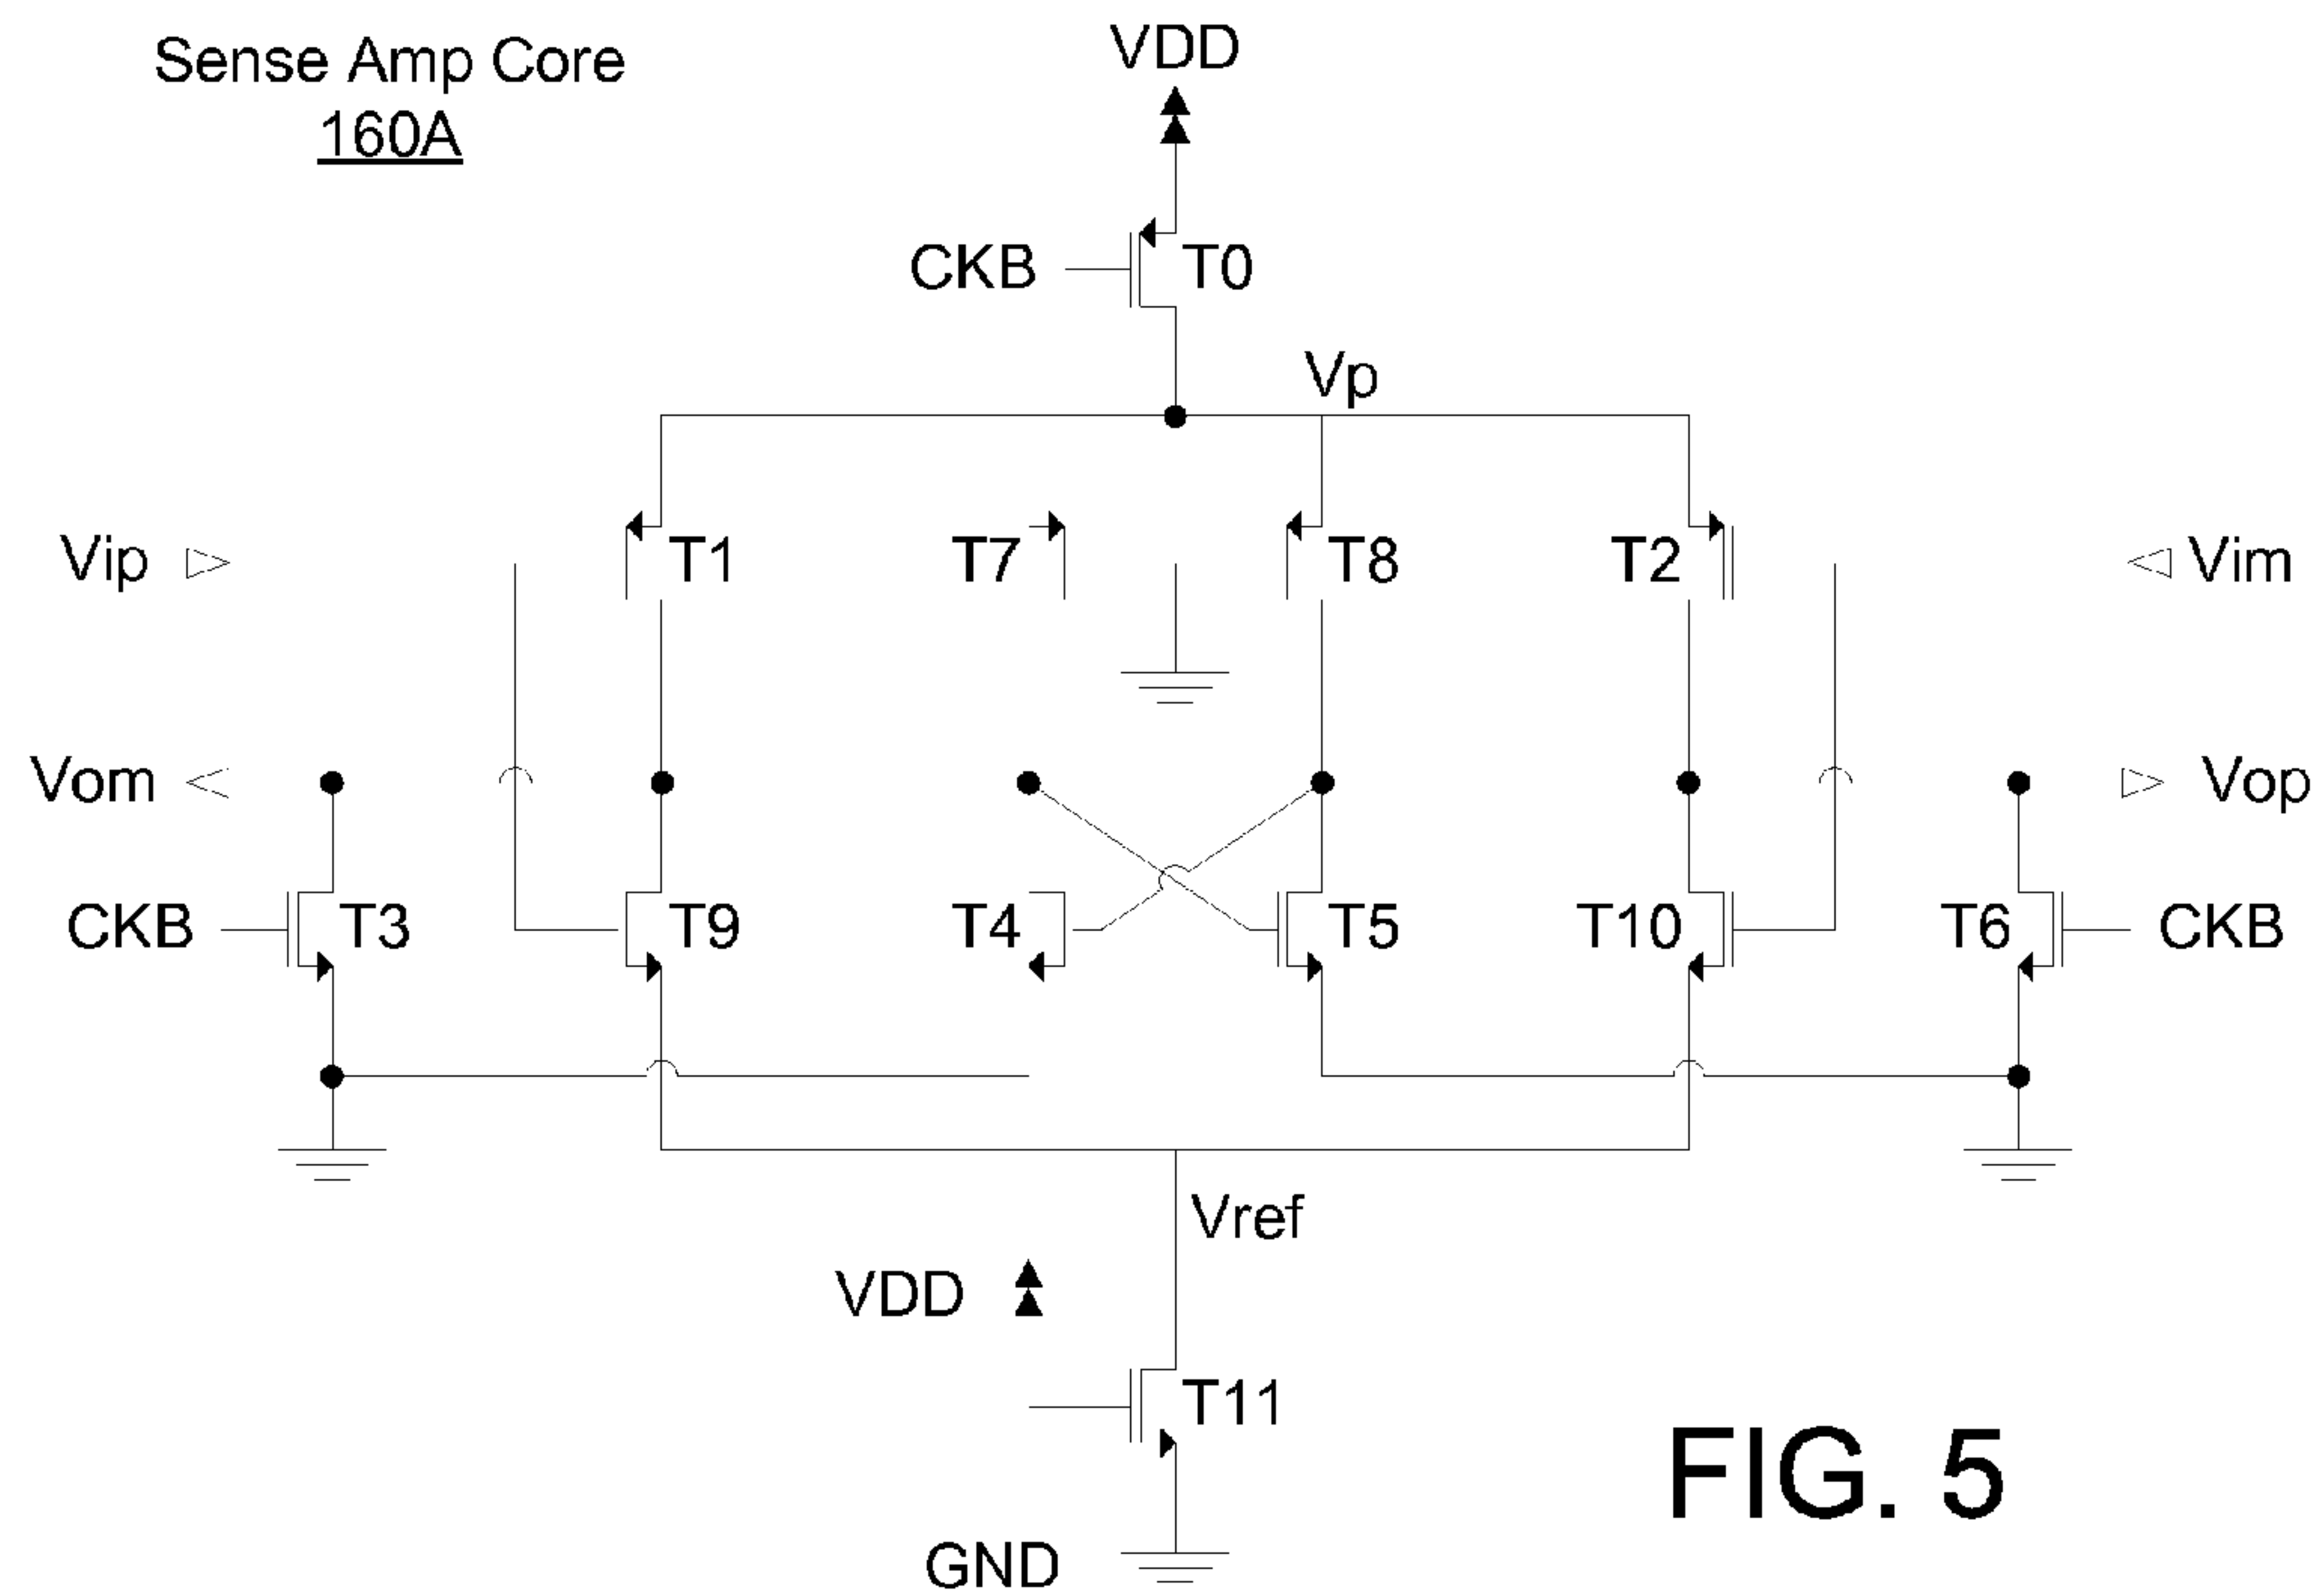 Sense Amp Core
160A
VDD
CKB
T0
Vp
Vip
T1
T7
T8
T2
Vim
Vom
Vop
CKB
T3
T9
T4
T5
T10
T6
CKB
Vref
VDD
T11
GND
FIG. 5